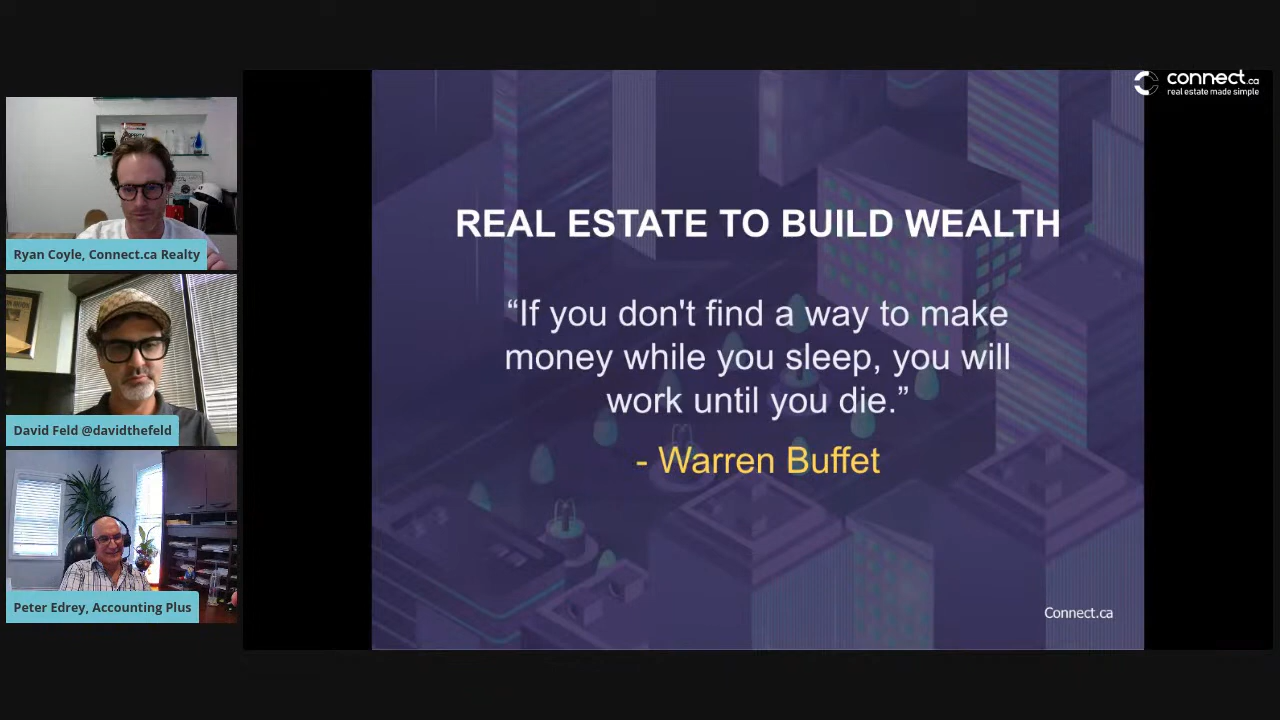 connect.ca
real estate made simple
Ryan Coyle, Connect.ca Realty
David Feld @davidthefeld
Peter Edrey, Accounting Plus
REAL ESTATE TO BUILD WEALTH
“If you don't find a way to make
money while you sleep, you will
work until you die.”
- Warren Buffet
Connect.ca